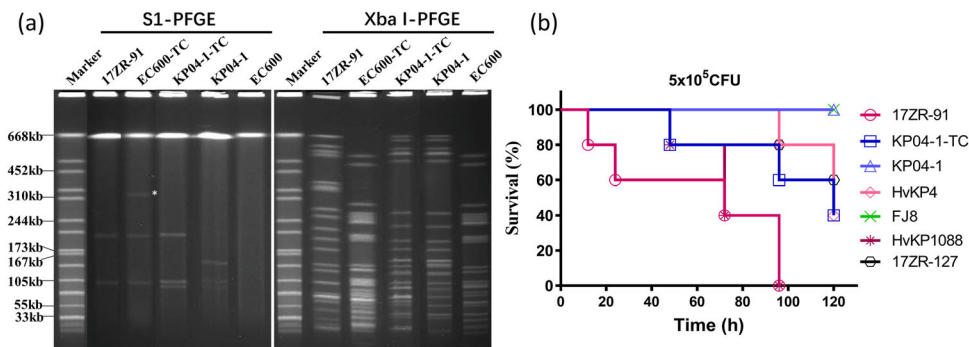 (a)
S1-PFGE
Xba I-PFGE
Marker
17ZR-91
EC600-TC
KP04-1-TC
KP04-1
EC600
Marker
17ZR-91
EC600-TC
KP04-1-TC
KP04-1
EC600
668kb
452kb
310kb
244kb
173kb
167kb
105kb
55kb
33kb
*
(b)
5x10⁵CFU
Survival (%)
100
80
60
40
20
0
0
20
40
60
80
100
120
Time (h)
17ZR-91
KP04-1-TC
KP04-1
HvKP4
FJ8
HvKP1088
17ZR-127